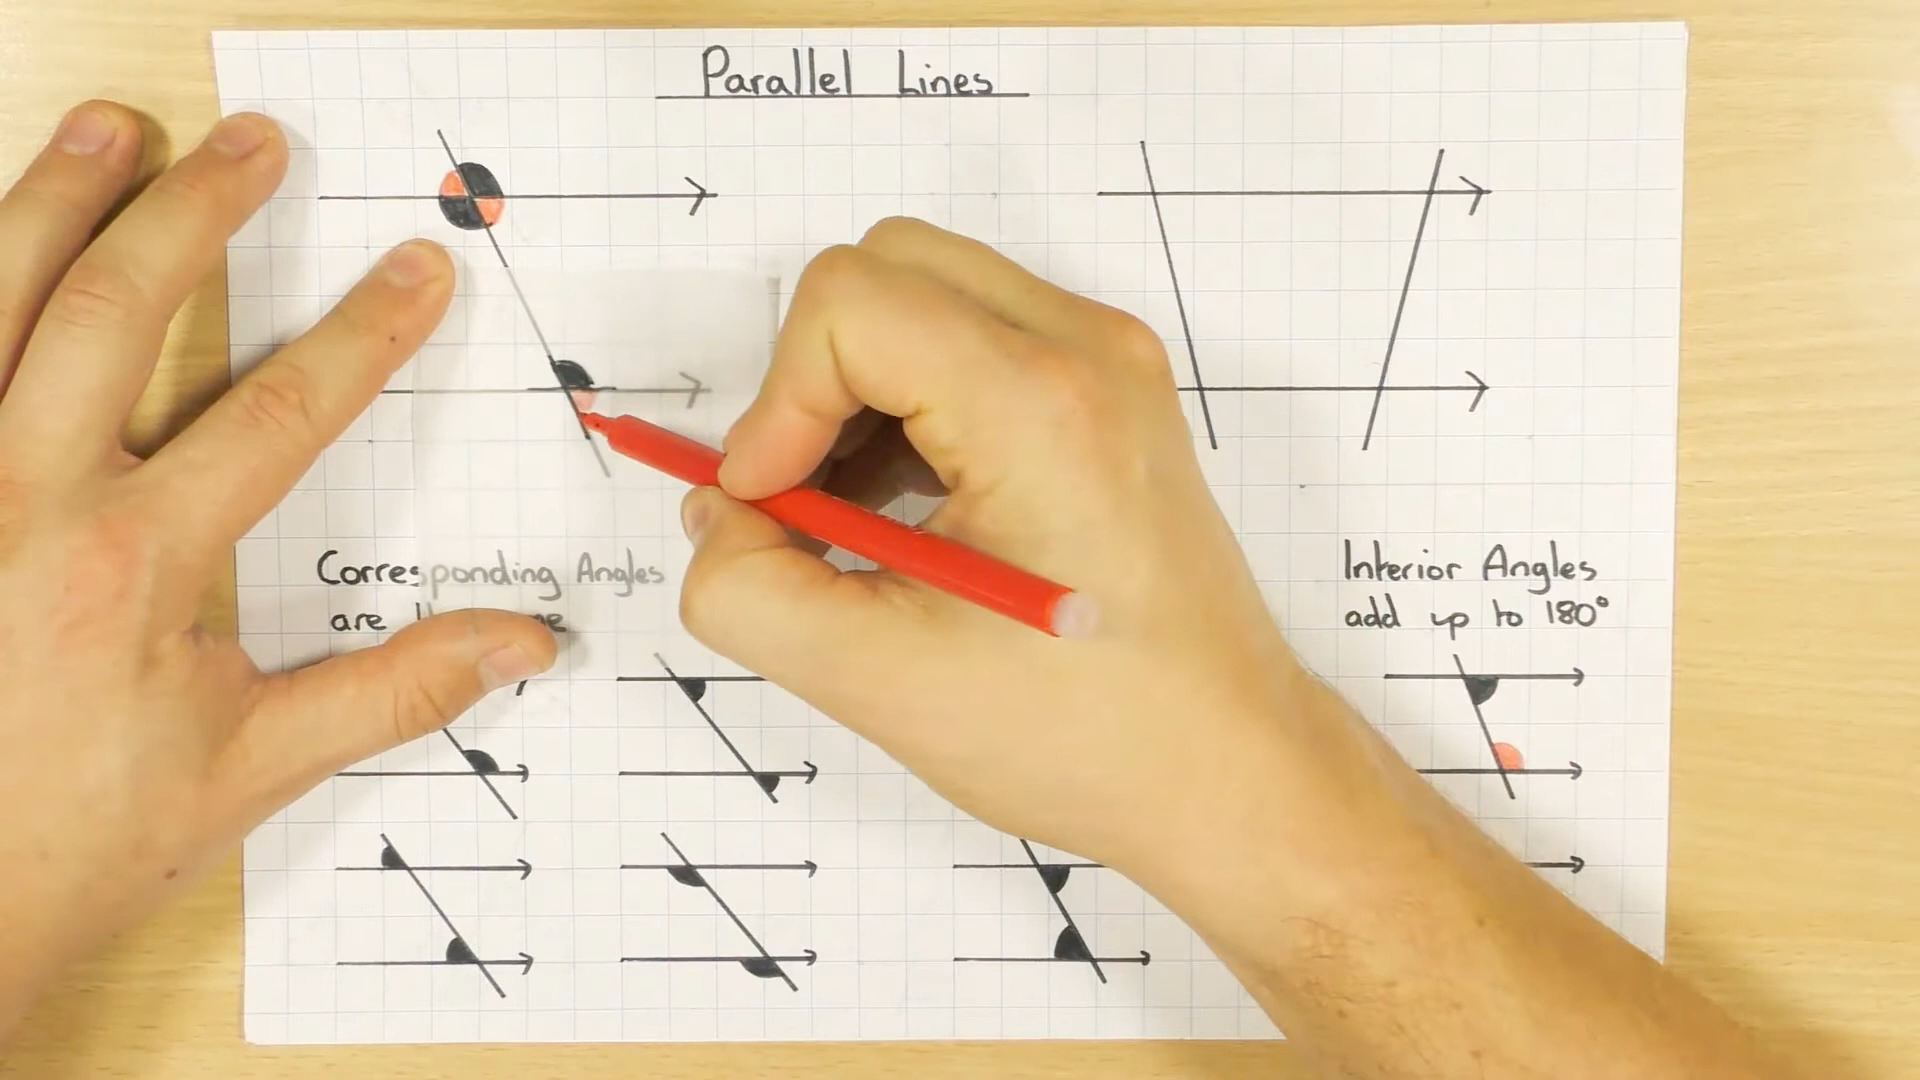 Parallel Lines
Corresponding Angles
are
Interior Angles
add up to 180°